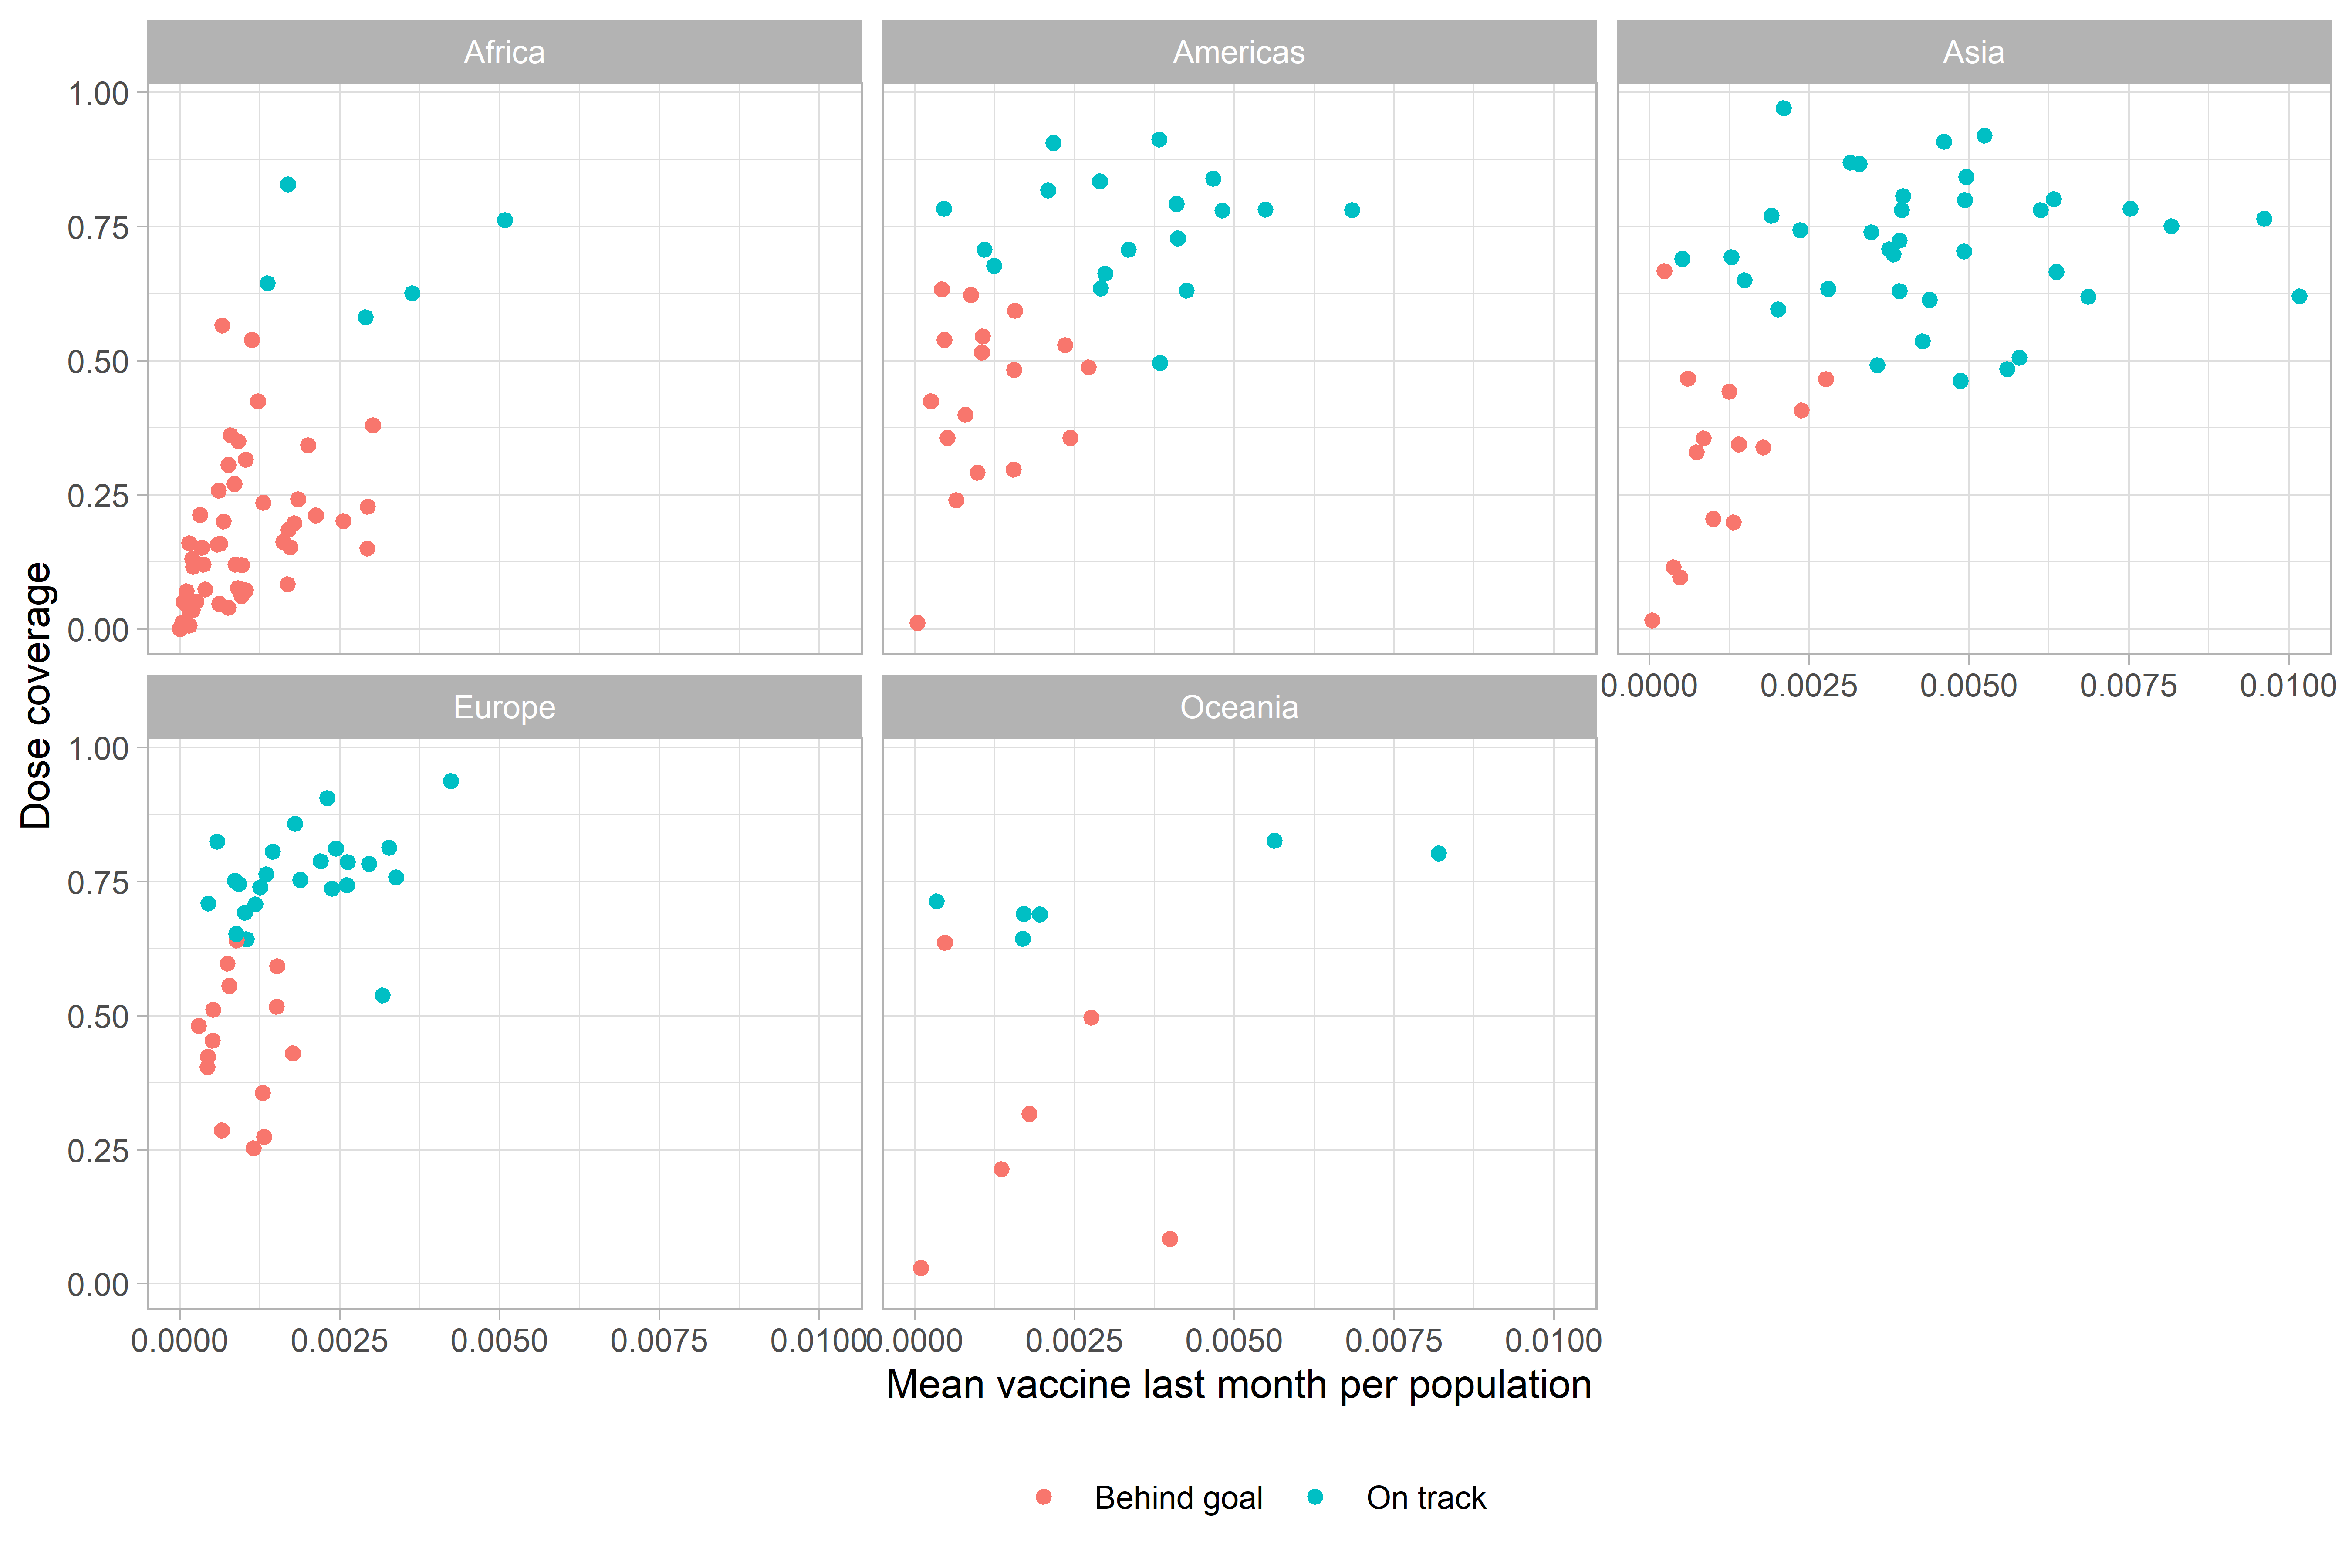 Africa
Americas
Asia
1.00
0.75
0.50
0.25
0.00
0.0000 0.0025 0.0050 0.0075 0.0100
Dose coverage
Europe
Oceania
1.00
0.75
0.50
0.25
0.00
0.0000 0.0025 0.0050 0.0075 0.0100
0.0000 0.0025 0.0050 0.0075 0.0100
Mean vaccine last month per population
Behind goal
On track